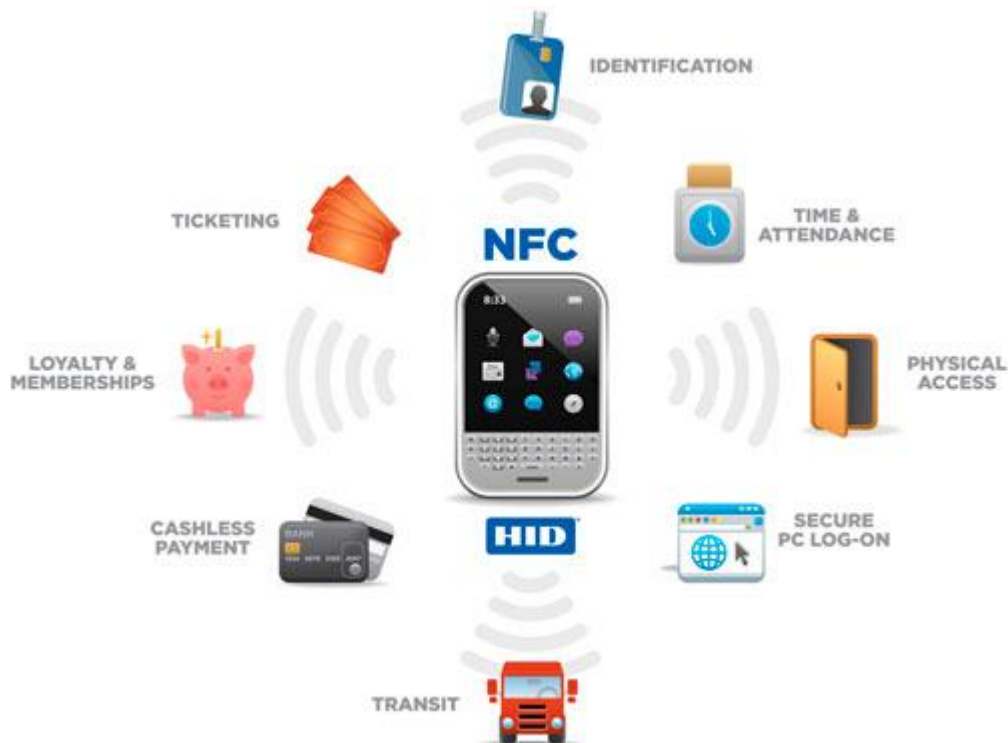 IDENTIFICATION
TICKETING
TIME &
ATTENDANCE
NFC
8:33
LOYALTY &
MEMBERSHIPS
PHYSICAL
ACCESS
CASHLESS
PAYMENT
BANK
HID
SECURE
PC LOG-ON
TRANSIT